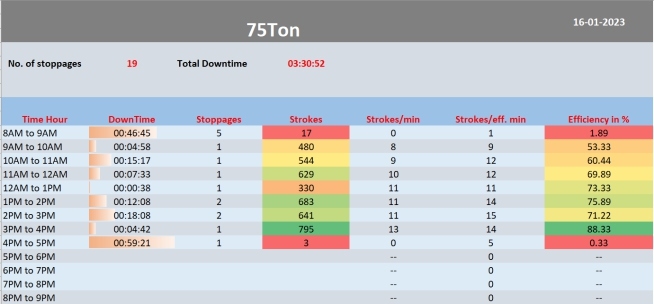 75Ton 16-01-2023
No. of stoppages 19 Total Downtime 03:30:52
Time Hour DownTime Stoppages Strokes Strokes/min Strokes/eff. min Efficiency in %
8AM to 9AM 00:46:45 5 17 0 1 1.89
9AM to 10AM 00:04:58 1 480 8 9 53.33
10AM to 11AM 00:15:17 1 544 9 12 60.44
11AM to 12AM 00:07:33 1 629 10 12 69.89
12AM to 1PM 00:00:38 1 330 11 11 73.33
1PM to 2PM 00:12:08 2 683 11 14 75.89
2PM to 3PM 00:18:08 2 641 11 15 71.22
3PM to 4PM 00:04:42 1 795 13 14 88.33
4PM to 5PM 00:59:21 1 3 0 5 0.33
5PM to 6PM -- 0 --
6PM to 7PM -- 0 --
7PM to 8PM -- 0 --
8PM to 9PM -- 0 --